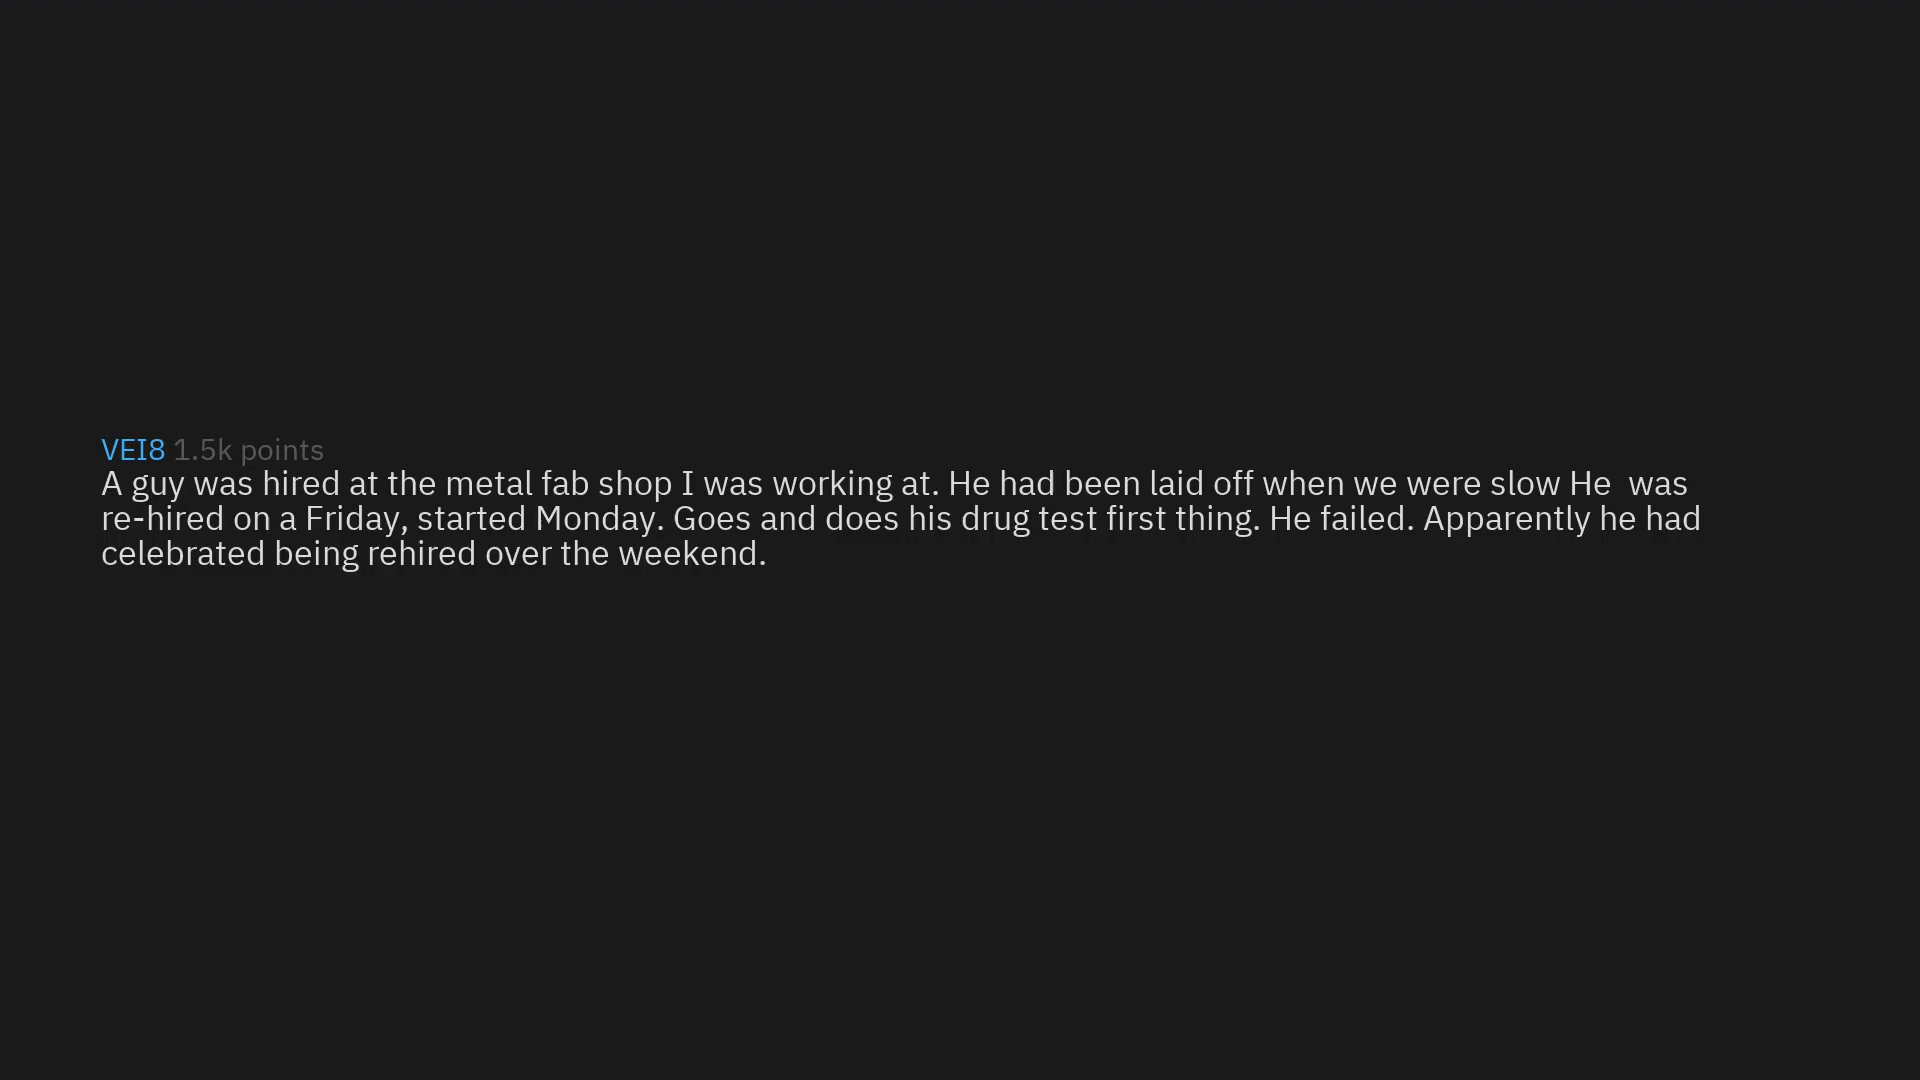 VEI8 1.5k points
A guy was hired at the metal fab shop I was working at. He had been laid off when we were slow He  was
re-hired on a Friday, started Monday. Goes and does his drug test first thing. He failed. Apparently he had
celebrated being rehired over the weekend.